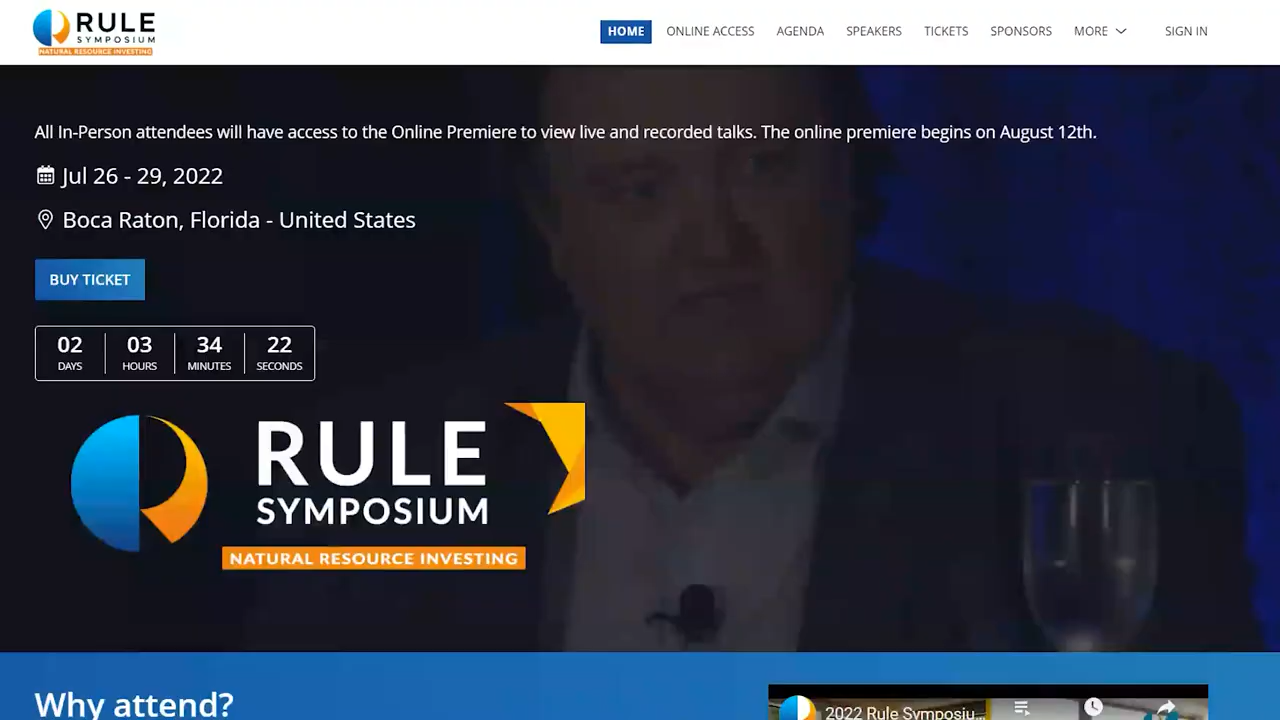 RULE
SYMPOSIUM
NATURAL RESOURCE INVESTING
HOME ONLINE ACCESS AGENDA SPEAKERS TICKETS SPONSORS MORE SIGN IN
All In-Person attendees will have access to the Online Premiere to view live and recorded talks. The online premiere begins on August 12th.
Jul 26 - 29, 2022
Boca Raton, Florida - United States
BUY TICKET
02 03 34 22
DAYS HOURS MINUTES SECONDS
RULE
SYMPOSIUM
NATURAL RESOURCE INVESTING
Why attend?
2022 Rule Symposiu...